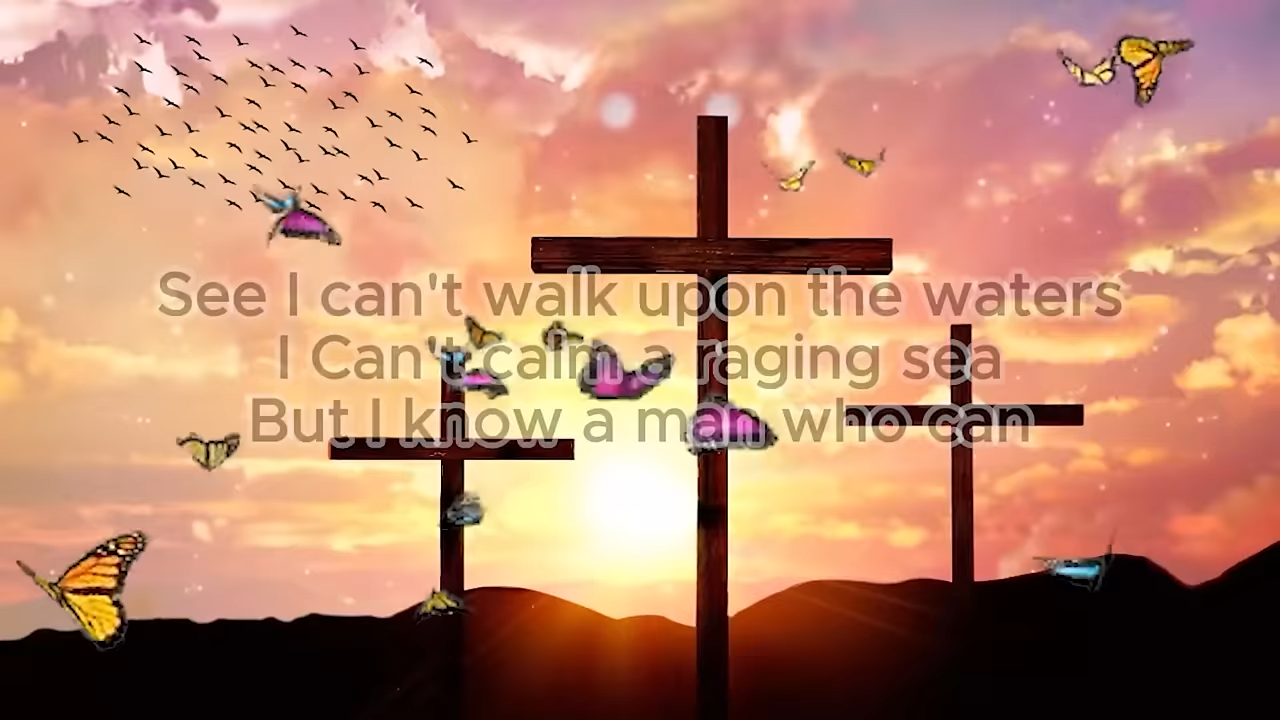 See I can't walk upon the waters
I Can't calm a raging sea
But I know a man who can